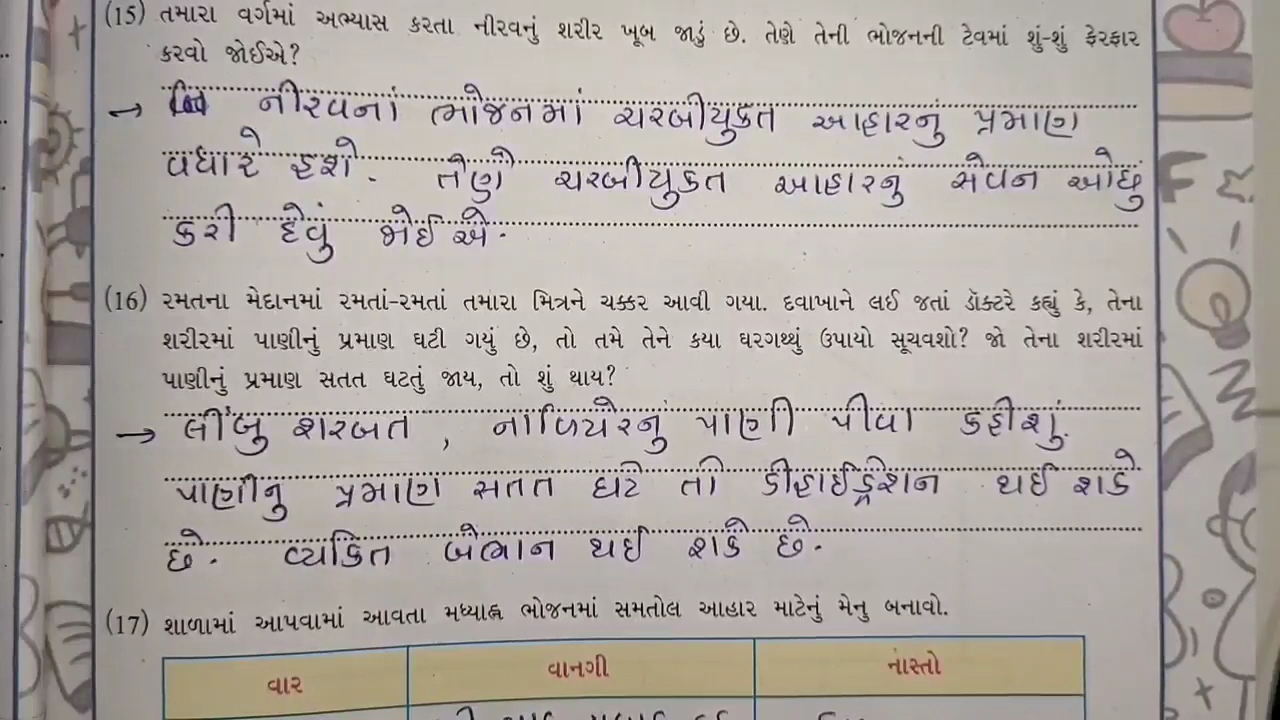 (15) તમારા વર્ગમાં અભ્યાસ કરતા નીરવનું શરીર ખૂબ જાડું છે. તેણે તેની ભોજનની ટેવમાં શું-શું ફેરફાર
કરવો જોઈએ?
→ નીરવનાં ભોજનમાં ચરબીયુક્ત આહારનું પ્રમાણ
વધારે હશે. તેણે ચરબીયુક્ત આહારનું સેવન ઓછુ
કરી દેવું જોઈએ.
(16) રમતના મેદાનમાં રમતાં-રમતાં તમારા મિત્રને ચક્કર આવી ગયા. દવાખાને લઈ જતાં ડૉક્ટરે કહ્યું કે, તેના
શરીરમાં પાણીનું પ્રમાણ ઘટી ગયું છે, તો તમે તેને કયા ઘરગથ્થું ઉપાયો સૂચવશો? જો તેના શરીરમાં
પાણીનું પ્રમાણ સતત ઘટતું જાય, તો શું થાય?
→ લીંબુ શરબત , નાળિયેરનું પાણી પીવા કહીશું.
પાણીનુ પ્રમાણ સતત ઘટે તો ડીહાઈડ્રેશન થઈ શકે
છે. વ્યકિત બેભાન થઈ શકે છે.
(17) શાળામાં આપવામાં આવતા મધ્યાહ્ન ભોજનમાં સમતોલ આહાર માટેનું મેનુ બનાવો.
વાર વાનગી નાસ્તો